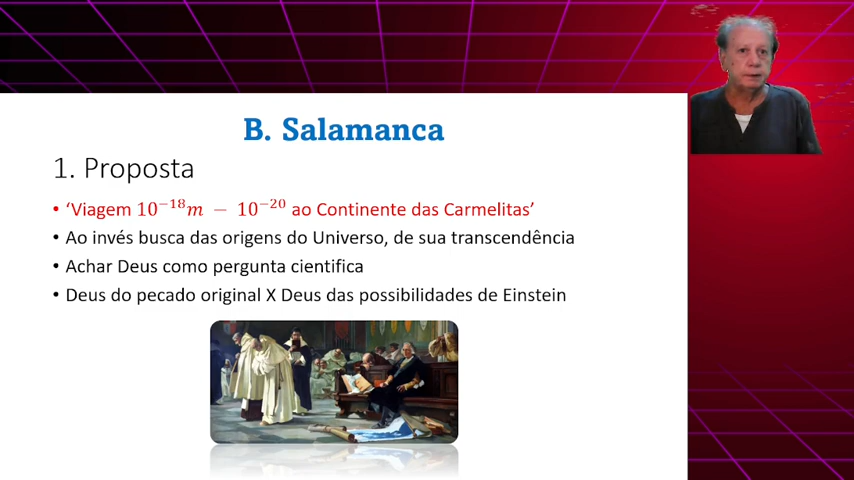 B. Salamanca
1. Proposta
• ‘Viagem 10⁻¹⁸m − 10⁻²⁰ ao Continente das Carmelitas’
• Ao invés busca das origens do Universo, de sua transcendência
• Achar Deus como pergunta cientifica
• Deus do pecado original X Deus das possibilidades de Einstein